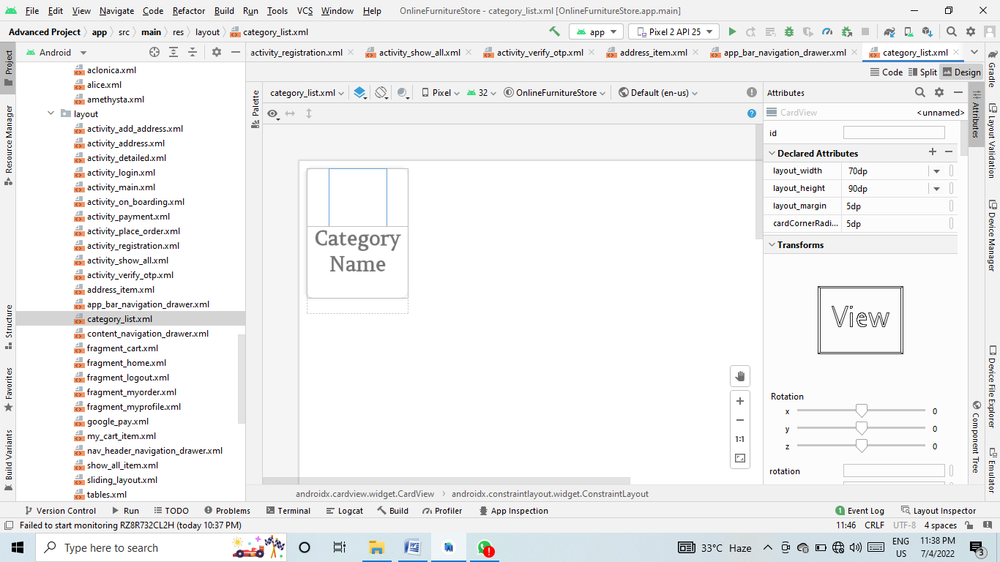 File Edit View Navigate Code Refactor Build Run Tools VCS Window Help OnlineFurnitureStore - category_list.xml [OnlineFurnitureStore.app.main]
Advanced Project app src main res layout category_list.xml app Pixel 2 API 25
Android activity_registration.xml activity_show_all.xml activity_verify_otp.xml address_item.xml app_bar_navigation_drawer.xml category_list.xml
Code Split Design
category_list.xml Pixel 32 OnlineFurnitureStore Default (en-us) Attributes
CardView <unnamed>
id
Declared Attributes
layout_width 70dp
layout_height 90dp
layout_margin 5dp
cardCornerRadi... 5dp
Transforms
View
Rotation
x 0
y 0
z 0
rotation
Category
Name
1:1
aclonica.xml
alice.xml
amethysta.xml
layout
activity_add_address.xml
activity_address.xml
activity_detailed.xml
activity_login.xml
activity_main.xml
activity_on_boarding.xml
activity_payment.xml
activity_place_order.xml
activity_registration.xml
activity_show_all.xml
activity_verify_otp.xml
address_item.xml
app_bar_navigation_drawer.xml
category_list.xml
content_navigation_drawer.xml
fragment_cart.xml
fragment_home.xml
fragment_logout.xml
fragment_myorder.xml
fragment_myprofile.xml
google_pay.xml
my_cart_item.xml
nav_header_navigation_drawer.xml
show_all_item.xml
sliding_layout.xml
tables.xml
Project
Resource Manager
Structure
Favorites
Build Variants
Palette
Attributes
Component Tree
Gradle
Layout Validation
Device Manager
Device File Explorer
Emulator
androidx.cardview.widget.CardView androidx.constraintlayout.widget.ConstraintLayout
Version Control Run TODO Problems Terminal Logcat Build Profiler App Inspection 1 Event Log Layout Inspector
Failed to start monitoring RZ8R732CL2H (today 10:37 PM) 11:46 CRLF UTF-8 4 spaces
Type here to search 33°C Haze ENG 11:38 PM
US 7/4/2022 3